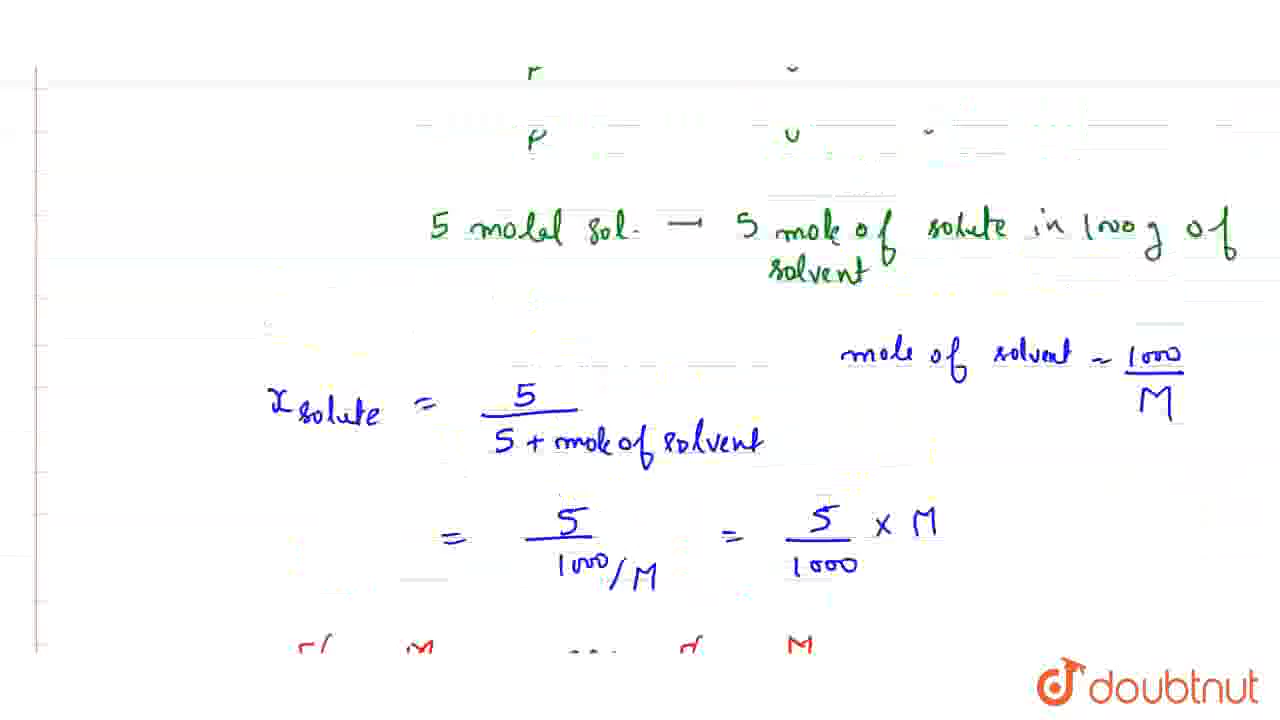 5 molal sol. → 5 mole of solute in 1000 g of
solvent
mole of solvent = 1000/M
x solute = 5/(5 + mole of solvent)
= 5/(1000/M) = 5/1000 × M
doubtnut